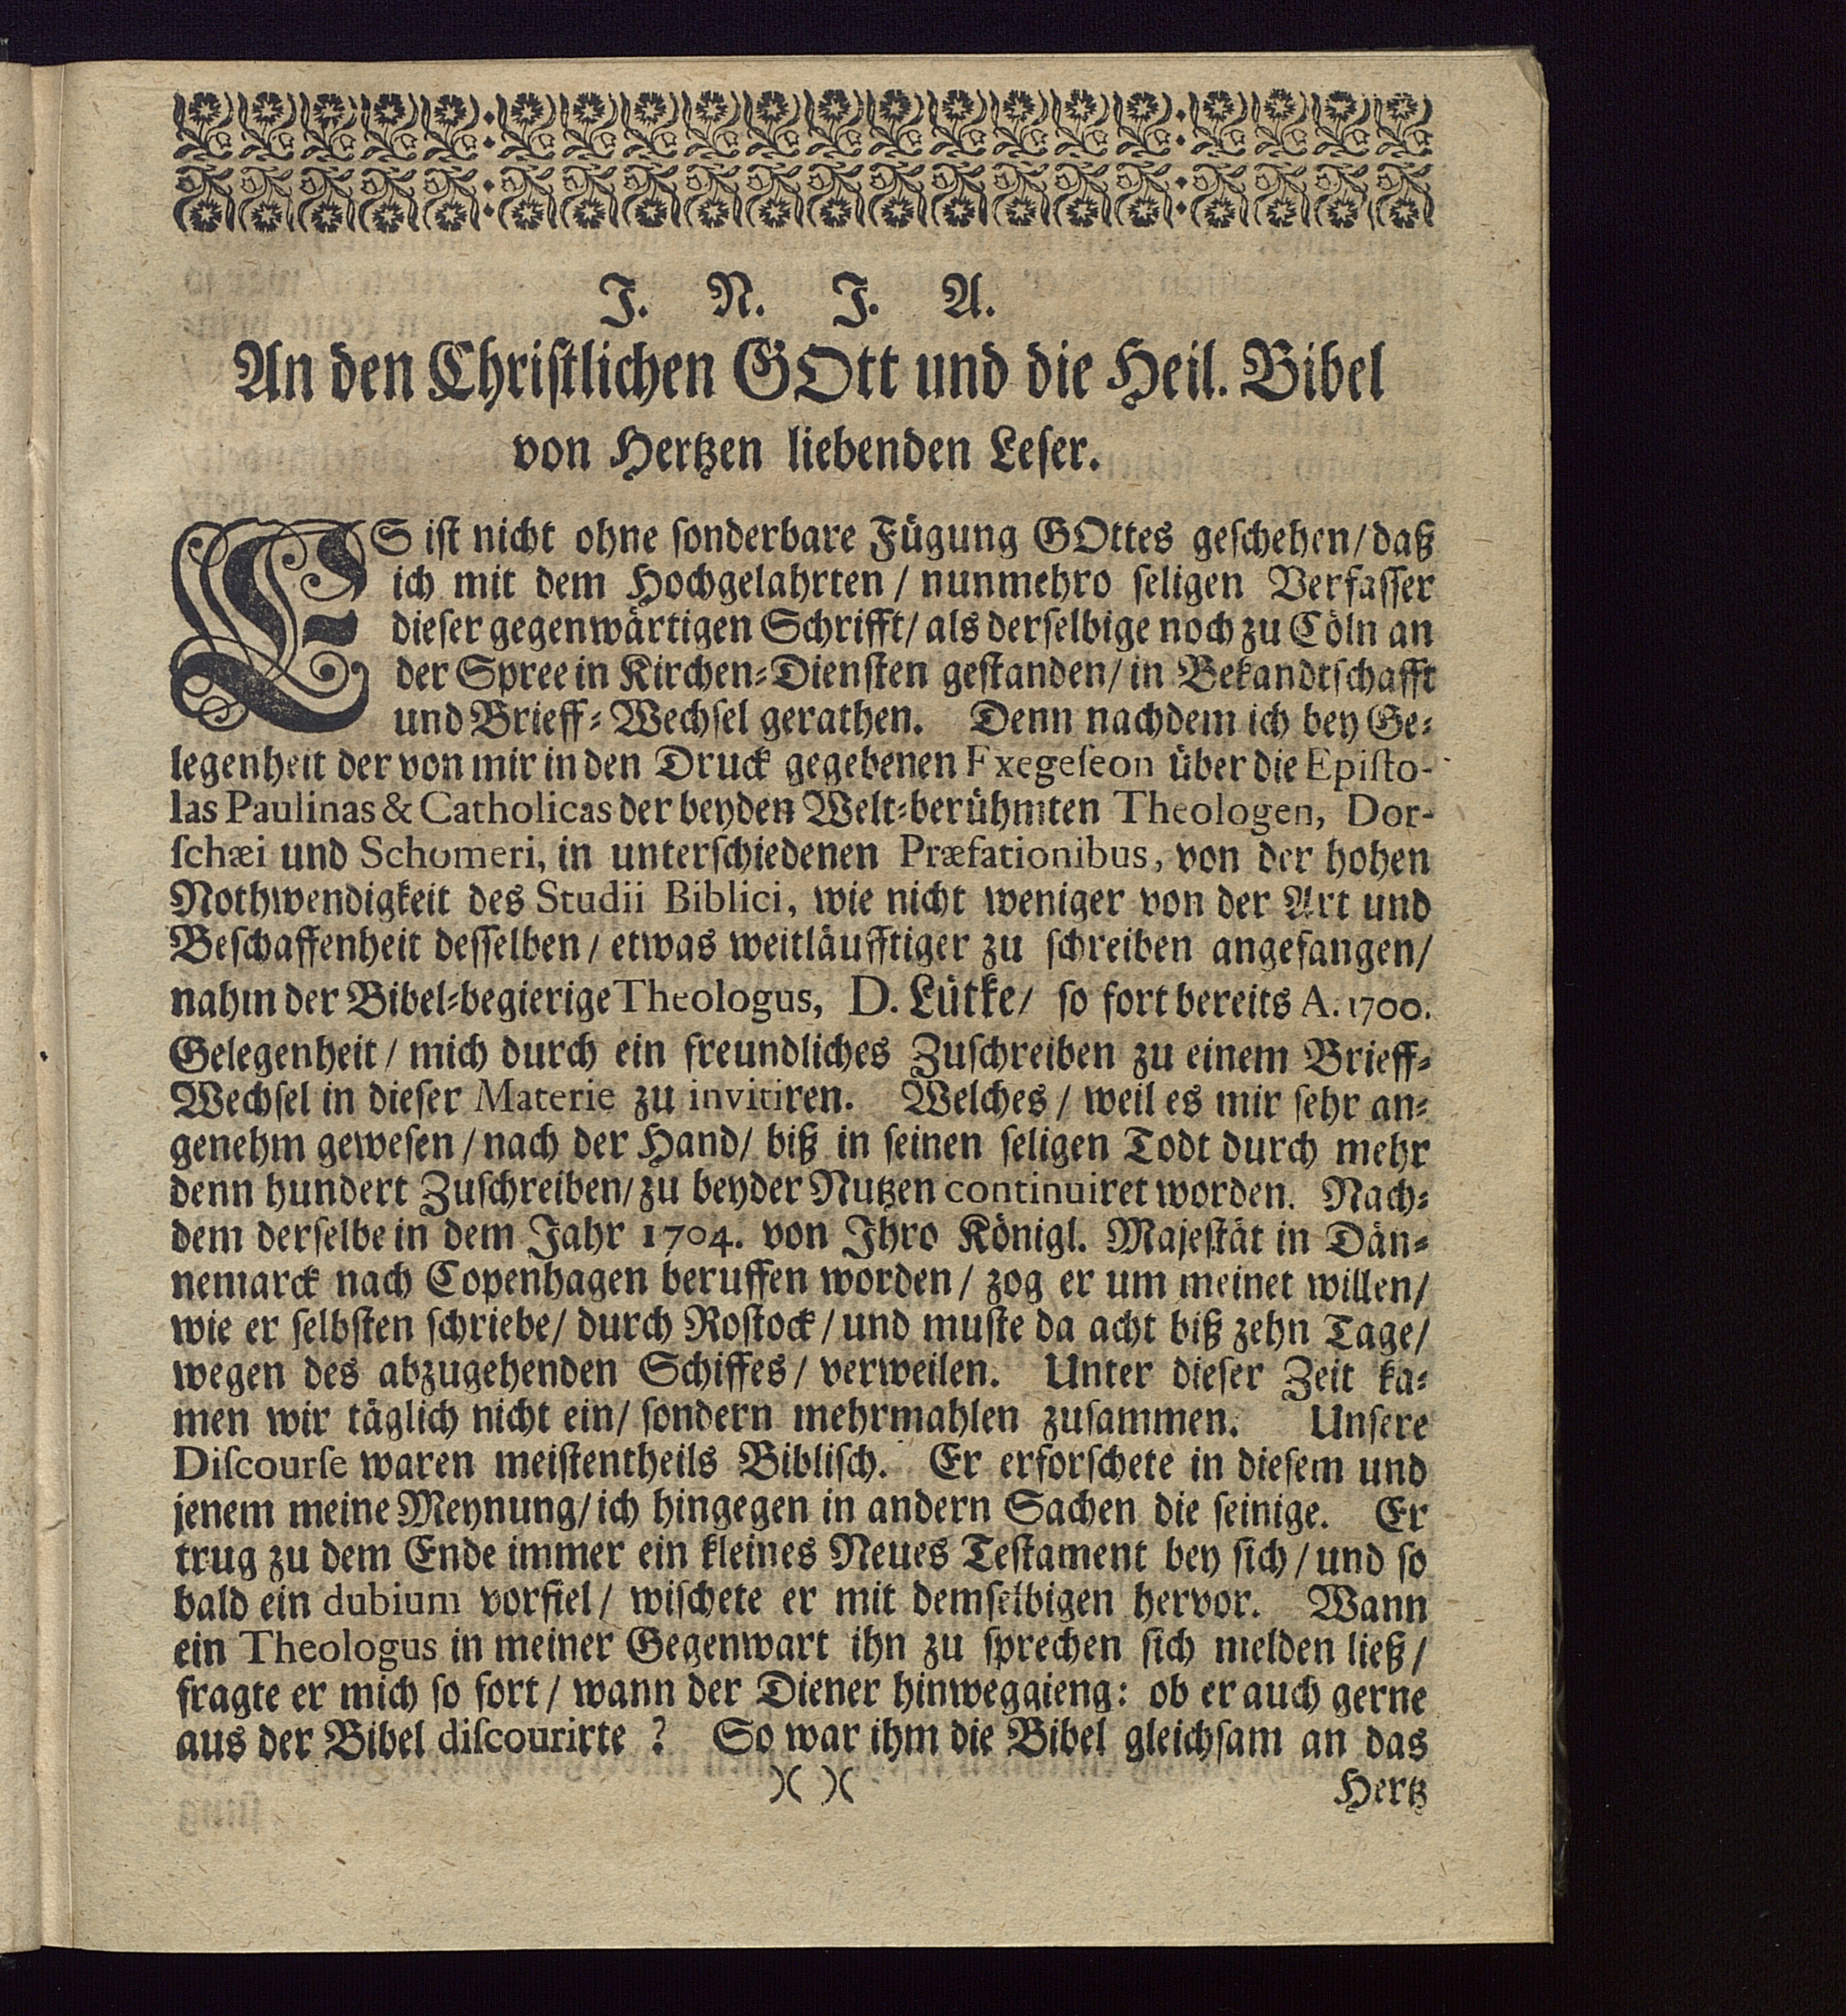 J. N. J. A.
An den Christlichen GOtt und die Heil. Bibel
von Hertzen liebenden Leser.
ES ist nicht ohne sonderbare Fügung GOttes geschehen/ daß
ich mit dem Hochgelahrten / nunmehro seligen Verfasser
dieser gegenwärtigen Schrifft/ als derselbige noch zu Cöln an
der Spree in Kirchen-Diensten gestanden/ in Bekandtschafft
und Brieff-Wechsel gerathen. Denn nachdem ich bey Ge-
legenheit der von mir in den Druck gegebenen Exegeseon über die Episto-
las Paulinas & Catholicas der beyden Welt-berühmten Theologen, Dor-
schæi und Schomeri, in unterschiedenen Præfationibus, von der hohen
Nothwendigkeit des Studii Biblici, wie nicht weniger von der Art und
Beschaffenheit desselben / etwas weitläufftiger zu schreiben angefangen/
nahm der Bibel-begierige Theologus, D. Lütke/ so fort bereits A. 1700.
Gelegenheit / mich durch ein freundliches Zuschreiben zu einem Brieff-
Wechsel in dieser Materie zu invitiren. Welches / weil es mir sehr an-
genehm gewesen / nach der Hand/ biß in seinen seligen Todt durch mehr
denn hundert Zuschreiben/ zu beyder Nutzen continuiret worden. Nach-
dem derselbe in dem Jahr 1704. von Ihro Königl. Majestät in Dän-
nemarck nach Copenhagen beruffen worden / zog er um meinet willen/
wie er selbsten schriebe/ durch Rostock / und muste da acht biß zehn Tage/
wegen des abzugehenden Schiffes / verweilen. Unter dieser Zeit ka-
men wir täglich nicht ein/ sondern mehrmahlen zusammen. Unsere
Discourse waren meistentheils Biblisch. Er erforschete in diesem und
jenem meine Meynung/ ich hingegen in andern Sachen die seinige. Er
trug zu dem Ende immer ein kleines Neues Testament bey sich / und so
bald ein dubium vorfiel / wischete er mit demselbigen hervor. Wann
ein Theologus in meiner Gegenwart ihn zu sprechen sich melden ließ /
fragte er mich so fort / wann der Diener hinweggieng: ob er auch gerne
aus der Bibel discourirte ? So war ihm die Bibel gleichsam an das
)( )( Hertz